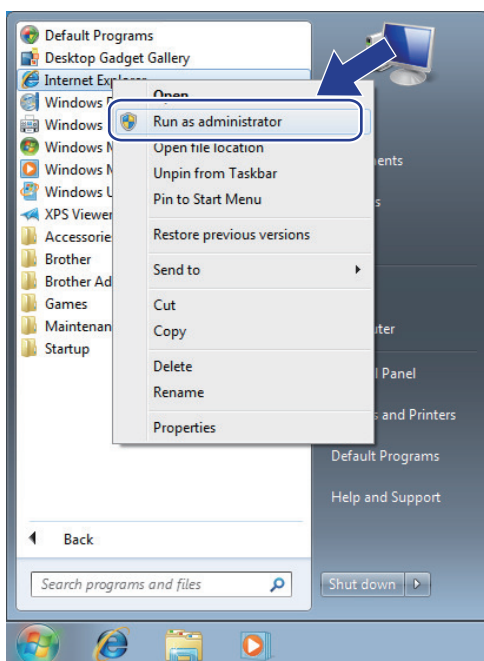 Default Programs
Desktop Gadget Gallery
Internet Explorer
Windows
Windows
Windows
Windows
Windows
XPS Viewer
Accessorie
Brother
Brother Ad
Games
Maintenan
Startup
Back
Search programs and files
Open
Run as administrator
Open file location
Unpin from Taskbar
Pin to Start Menu
Restore previous versions
Send to
Cut
Copy
Delete
Rename
Properties
ents
s
uter
l Panel
s and Printers
Default Programs
Help and Support
Shut down